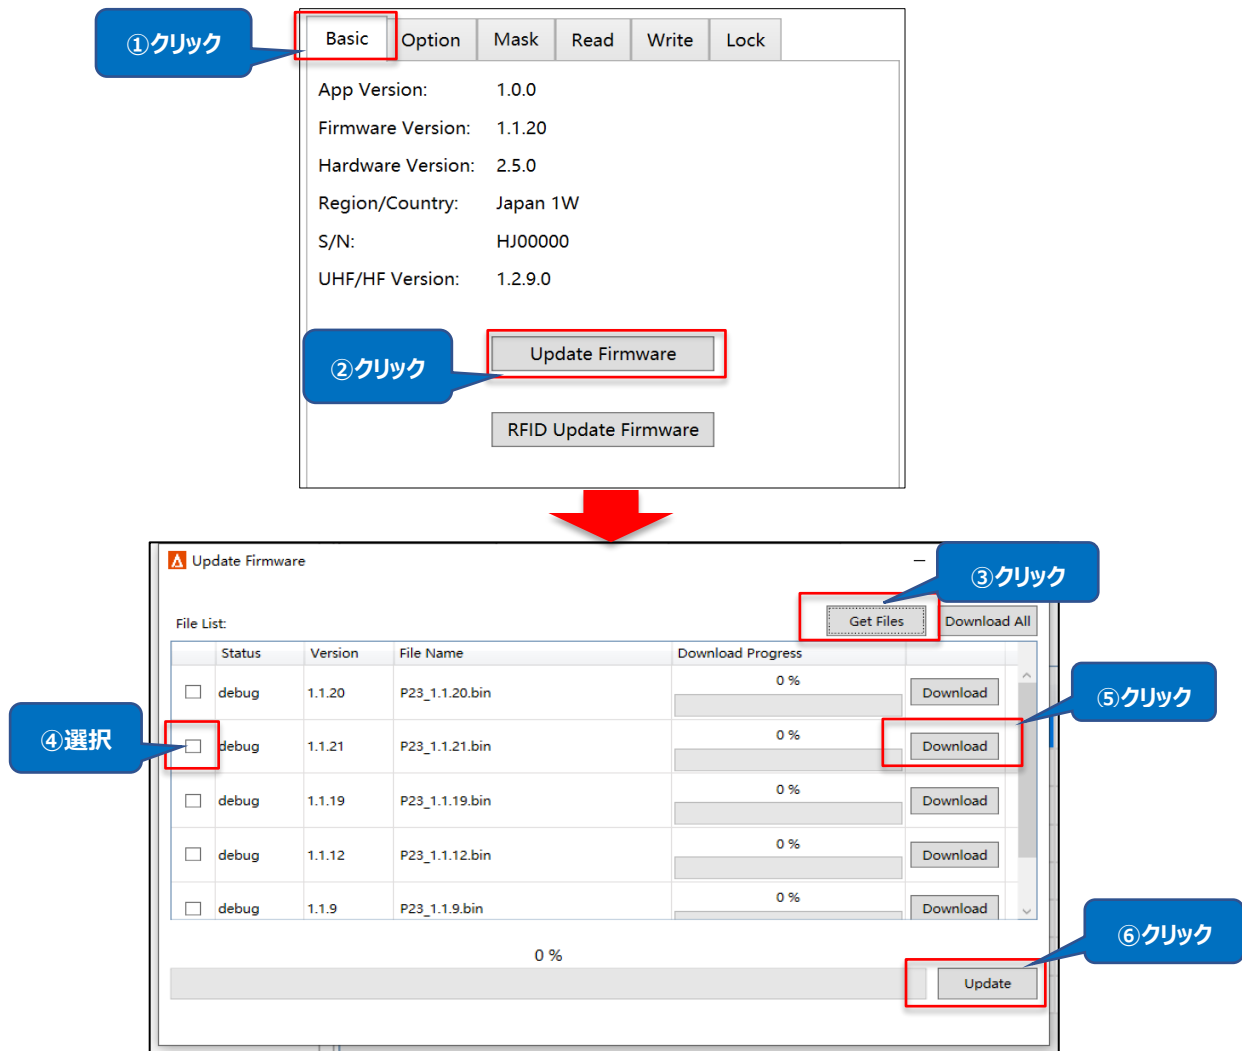 ①クリック
Basic Option Mask Read Write Lock
App Version: 1.0.0
Firmware Version: 1.1.20
Hardware Version: 2.5.0
Region/Country: Japan 1W
S/N: HJ00000
UHF/HF Version: 1.2.9.0
②クリック
Update Firmware
RFID Update Firmware
Update Firmware
③クリック
File List:
Get Files
Download All
Status Version File Name Download Progress
debug 1.1.20 P23_1.1.20.bin 0 % Download
⑤クリック
④選択
debug 1.1.21 P23_1.1.21.bin 0 % Download
debug 1.1.19 P23_1.1.19.bin 0 % Download
debug 1.1.12 P23_1.1.12.bin 0 % Download
debug 1.1.9 P23_1.1.9.bin 0 % Download
⑥クリック
0 %
Update